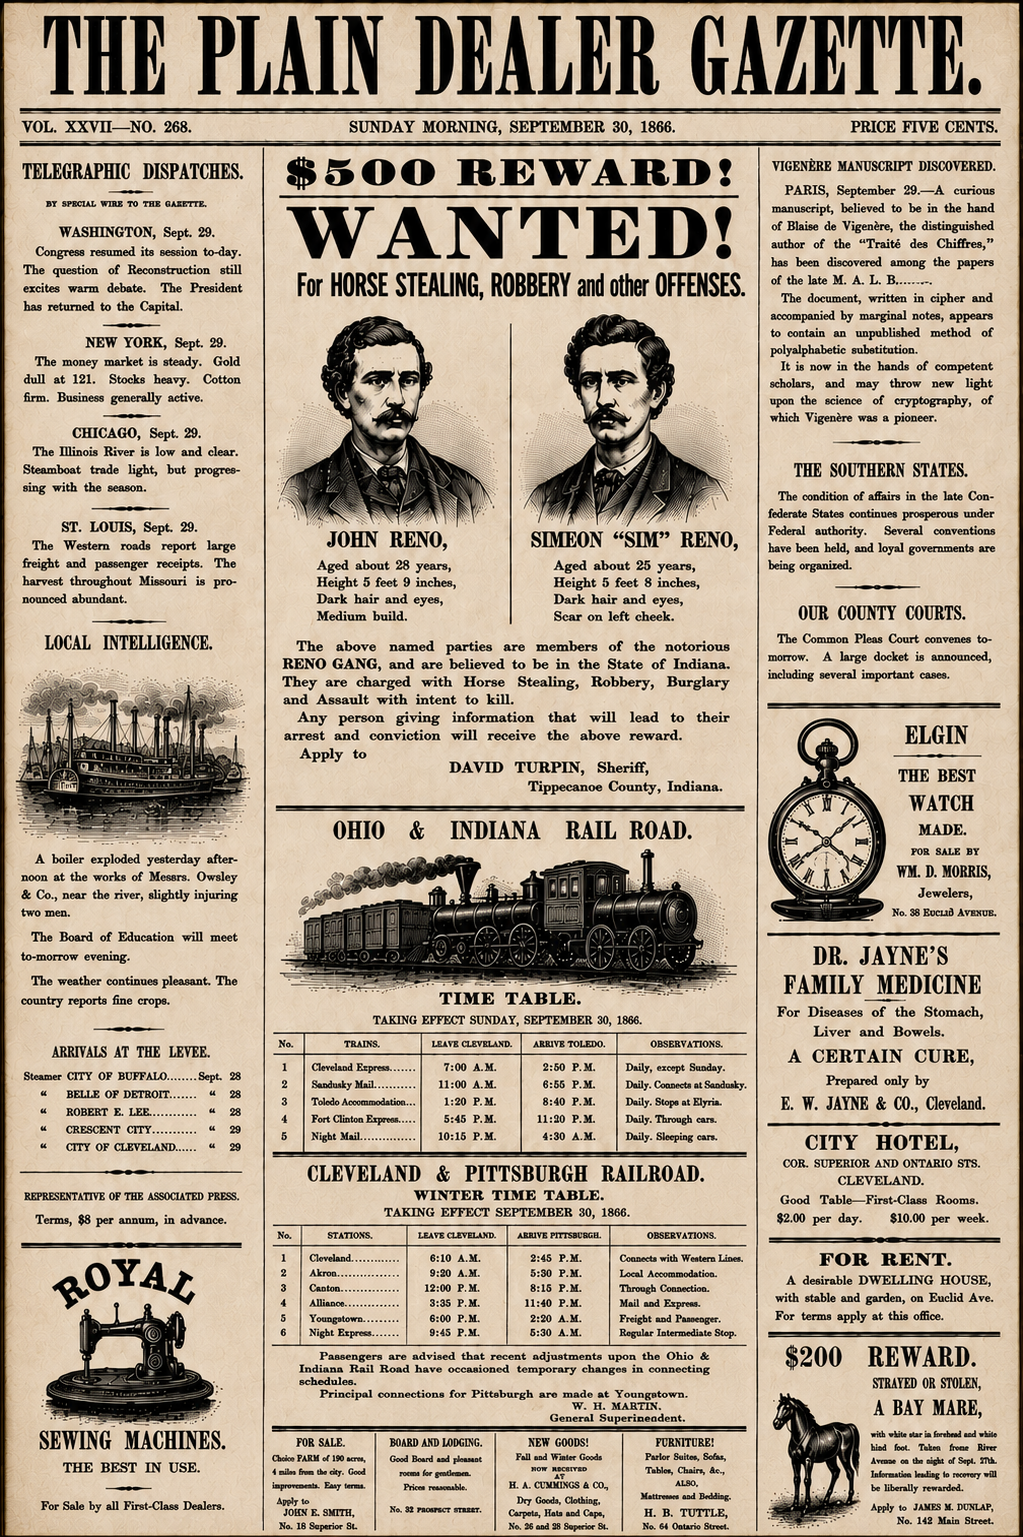 THE PLAIN DEALER GAZETTE.
VOL. XXVII—NO. 268.
SUNDAY MORNING, SEPTEMBER 30, 1866.
PRICE FIVE CENTS.
TELEGRAPHIC DISPATCHES.
BY SPECIAL WIRE TO THE GAZETTE.
WASHINGTON, Sept. 29.
Congress resumed its session to-day.
The question of Reconstruction still
excites warm debate. The President
has returned to the Capital.
NEW YORK, Sept. 29.
The money market is steady. Gold
dull at 121. Stocks heavy. Cotton
firm. Business generally active.
CHICAGO, Sept. 29.
The Illinois River is low and clear.
Steamboat trade light, but progres-
sing with the season.
ST. LOUIS, Sept. 29.
The Western roads report large
freight and passenger receipts. The
harvest throughout Missouri is pro-
nounced abundant.
LOCAL INTELLIGENCE.
A boiler exploded yesterday after-
noon at the works of Messrs. Owsley
& Co., near the river, slightly injuring
two men.
The Board of Education will meet
to-morrow evening.
The weather continues pleasant. The
country reports fine crops.
ARRIVALS AT THE LEVEE.
Steamer CITY OF BUFFALO........Sept. 28
“ BELLE OF DETROIT....... “ 28
“ ROBERT E. LEE........... “ 28
“ CRESCENT CITY........... “ 29
“ CITY OF CLEVELAND...... “ 29
REPRESENTATIVE OF THE ASSOCIATED PRESS.
Terms, $8 per annum, in advance.
ROYAL
SEWING MACHINES.
THE BEST IN USE.
For Sale by all First-Class Dealers.
$500 REWARD!
WANTED!
For HORSE STEALING, ROBBERY and other OFFENSES.
JOHN RENO,
Aged about 28 years,
Height 5 feet 9 inches,
Dark hair and eyes,
Medium build.
SIMEON “SIM” RENO,
Aged about 25 years,
Height 5 feet 8 inches,
Dark hair and eyes,
Scar on left cheek.
The above named parties are members of the notorious
RENO GANG, and are believed to be in the State of Indiana.
They are charged with Horse Stealing, Robbery, Burglary
and Assault with intent to kill.
Any person giving information that will lead to their
arrest and conviction will receive the above reward.
Apply to
DAVID TURPIN, Sheriff,
Tippecanoe County, Indiana.
OHIO & INDIANA RAIL ROAD.
TIME TABLE.
TAKING EFFECT SUNDAY, SEPTEMBER 30, 1866.
No. TRAINS. LEAVE CLEVELAND. ARRIVE TOLEDO. OBSERVATIONS.
1 Cleveland Express....... 7:00 A.M. 2:50 P.M. Daily, except Sunday.
2 Sandusky Mail............ 11:00 A.M. 6:55 P.M. Daily. Connects at Sandusky.
3 Toledo Accommodation... 1:20 P.M. 8:40 P.M. Daily. Stops at Elyria.
4 Fort Clinton Express..... 5:45 P.M. 11:20 P.M. Daily. Through cars.
5 Night Mail............... 10:15 P.M. 4:30 A.M. Daily. Sleeping cars.
CLEVELAND & PITTSBURGH RAILROAD.
WINTER TIME TABLE.
TAKING EFFECT SEPTEMBER 30, 1866.
No. STATIONS. LEAVE CLEVELAND. ARRIVE PITTSBURGH. OBSERVATIONS.
1 Cleveland................ 6:10 A.M. 2:45 P.M. Connects with Western Lines.
2 Akron.................... 9:20 A.M. 5:30 P.M. Local Accommodation.
3 Canton................... 12:00 P.M. 8:15 P.M. Through Connection.
4 Alliance................. 3:35 P.M. 11:40 P.M. Mail and Express.
5 Youngstown............. 6:00 P.M. 2:20 A.M. Freight and Passenger.
6 Night Express........... 9:45 P.M. 5:30 A.M. Regular Intermediate Stop.
Passengers are advised that recent adjustments upon the Ohio &
Indiana Rail Road have occasioned temporary changes in connecting
schedules.
Principal connections for Pittsburgh are made at Youngstown.
W. H. MARTIN.
General Superinendent.
FOR SALE.
Choice FARM of 190 acres,
4 miles from the city. Good
improvements. Easy terms.
Apply to
JOHN E. SMITH,
No. 18 Superior St.
BOARD AND LODGING.
Good Board and pleasant
rooms for gentlemen.
Prices reasonable.
No. 32 PROSPECT STREET.
NEW GOODS!
Fall and Winter Goods
NOW RECEIVED
AT
H. A. CUMMINGS & CO.,
Dry Goods, Clothing,
Carpets, Hats and Caps,
No. 26 and 28 Superior St.
FURNITURE!
Parlor Suites, Sofas,
Tables, Chairs, &c.,
ALSO,
Mattresses and Bedding.
H. B. TUTTLE,
No. 64 Ontario Street.
VIGENÈRE MANUSCRIPT DISCOVERED.
PARIS, September 29.—A curious
manuscript, believed to be in the hand
of Blaise de Vigenère, the distinguished
author of the “Traité des Chiffres,”
has been discovered among the papers
of the late M. A. L. B........
The document, written in cipher and
accompanied by marginal notes, appears
to contain an unpublished method of
polyalphabetic substitution.
It is now in the hands of competent
scholars, and may throw new light
upon the science of cryptography, of
which Vigenère was a pioneer.
THE SOUTHERN STATES.
The condition of affairs in the late Con-
federate States continues prosperous under
Federal authority. Several conventions
have been held, and loyal governments are
being organized.
OUR COUNTY COURTS.
The Common Pleas Court convenes to-
morrow. A large docket is announced,
including several important cases.
ELGIN
THE BEST
WATCH
MADE.
FOR SALE BY
WM. D. MORRIS,
Jewelers,
No. 38 EUCLID AVENUE.
DR. JAYNE’S
FAMILY MEDICINE
For Diseases of the Stomach,
Liver and Bowels.
A CERTAIN CURE,
Prepared only by
E. W. JAYNE & CO., Cleveland.
CITY HOTEL,
COR. SUPERIOR AND ONTARIO STS.
CLEVELAND.
Good Table—First-Class Rooms.
$2.00 per day. $10.00 per week.
FOR RENT.
A desirable DWELLING HOUSE,
with stable and garden, on Euclid Ave.
For terms apply at this office.
$200 REWARD.
STRAYED OR STOLEN,
A BAY MARE,
with white star in forehead and white
hind foot. Taken frome River
Avenue on the night of Sept. 27th.
Information leading to recovery will
be liberally rewarded.
Apply to JAMES M. DUNLAP,
No. 142 Main Street.